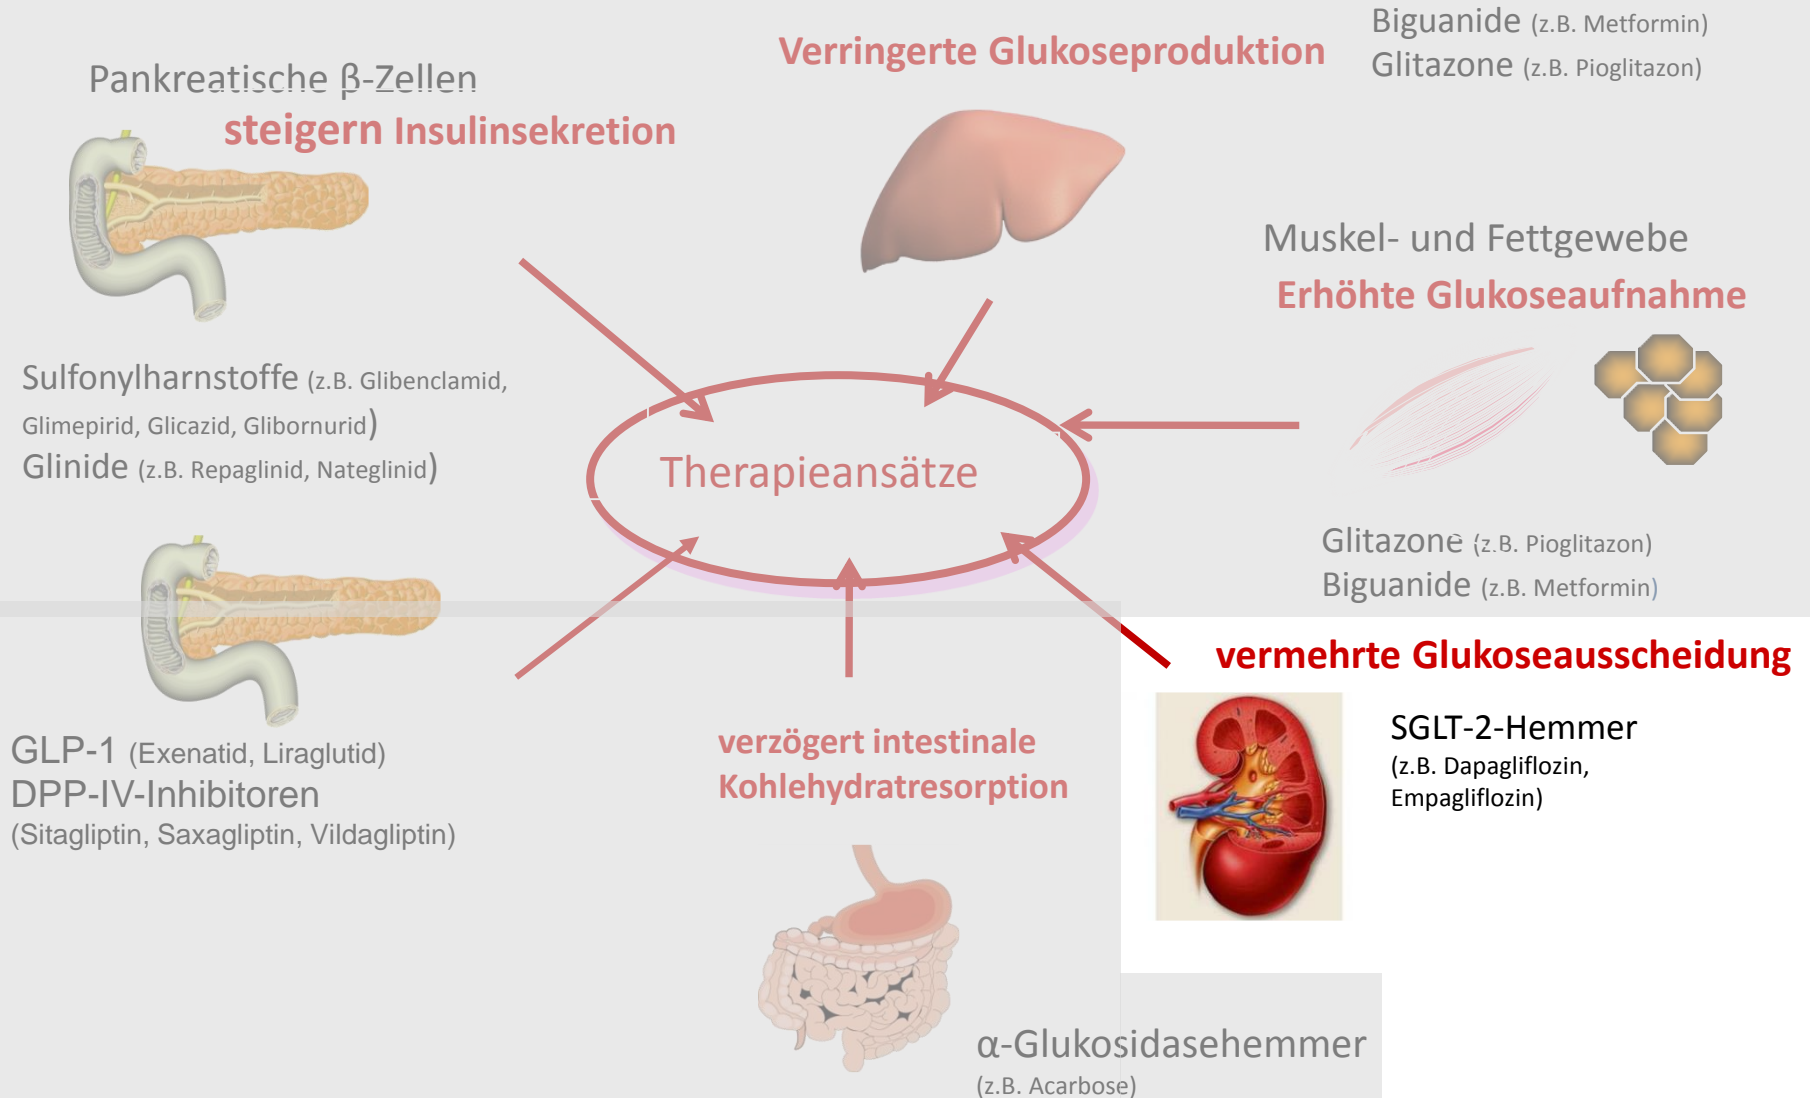 Pankreatische β-Zellen
steigern Insulinsekretion
Sulfonylharnstoffe (z.B. Glibenclamid,
Glimepirid, Glicazid, Glibornurid)
Glinide (z.B. Repaglinid, Nateglinid)
Verringerte Glukoseproduktion
Biguanide (z.B. Metformin)
Glitazone (z.B. Pioglitazon)
Muskel- und Fettgewebe
Erhöhte Glukoseaufnahme
Glitazone (z.B. Pioglitazon)
Biguanide (z.B. Metformin)
Therapieansätze
GLP-1 (Exenatid, Liraglutid)
DPP-IV-Inhibitoren
(Sitagliptin, Saxagliptin, Vildagliptin)
verzögert intestinale
Kohlehydratresorption
α-Glukosidasehemmer
(z.B. Acarbose)
vermehrte Glukoseausscheidung
SGLT-2-Hemmer
(z.B. Dapagliflozin,
Empagliflozin)